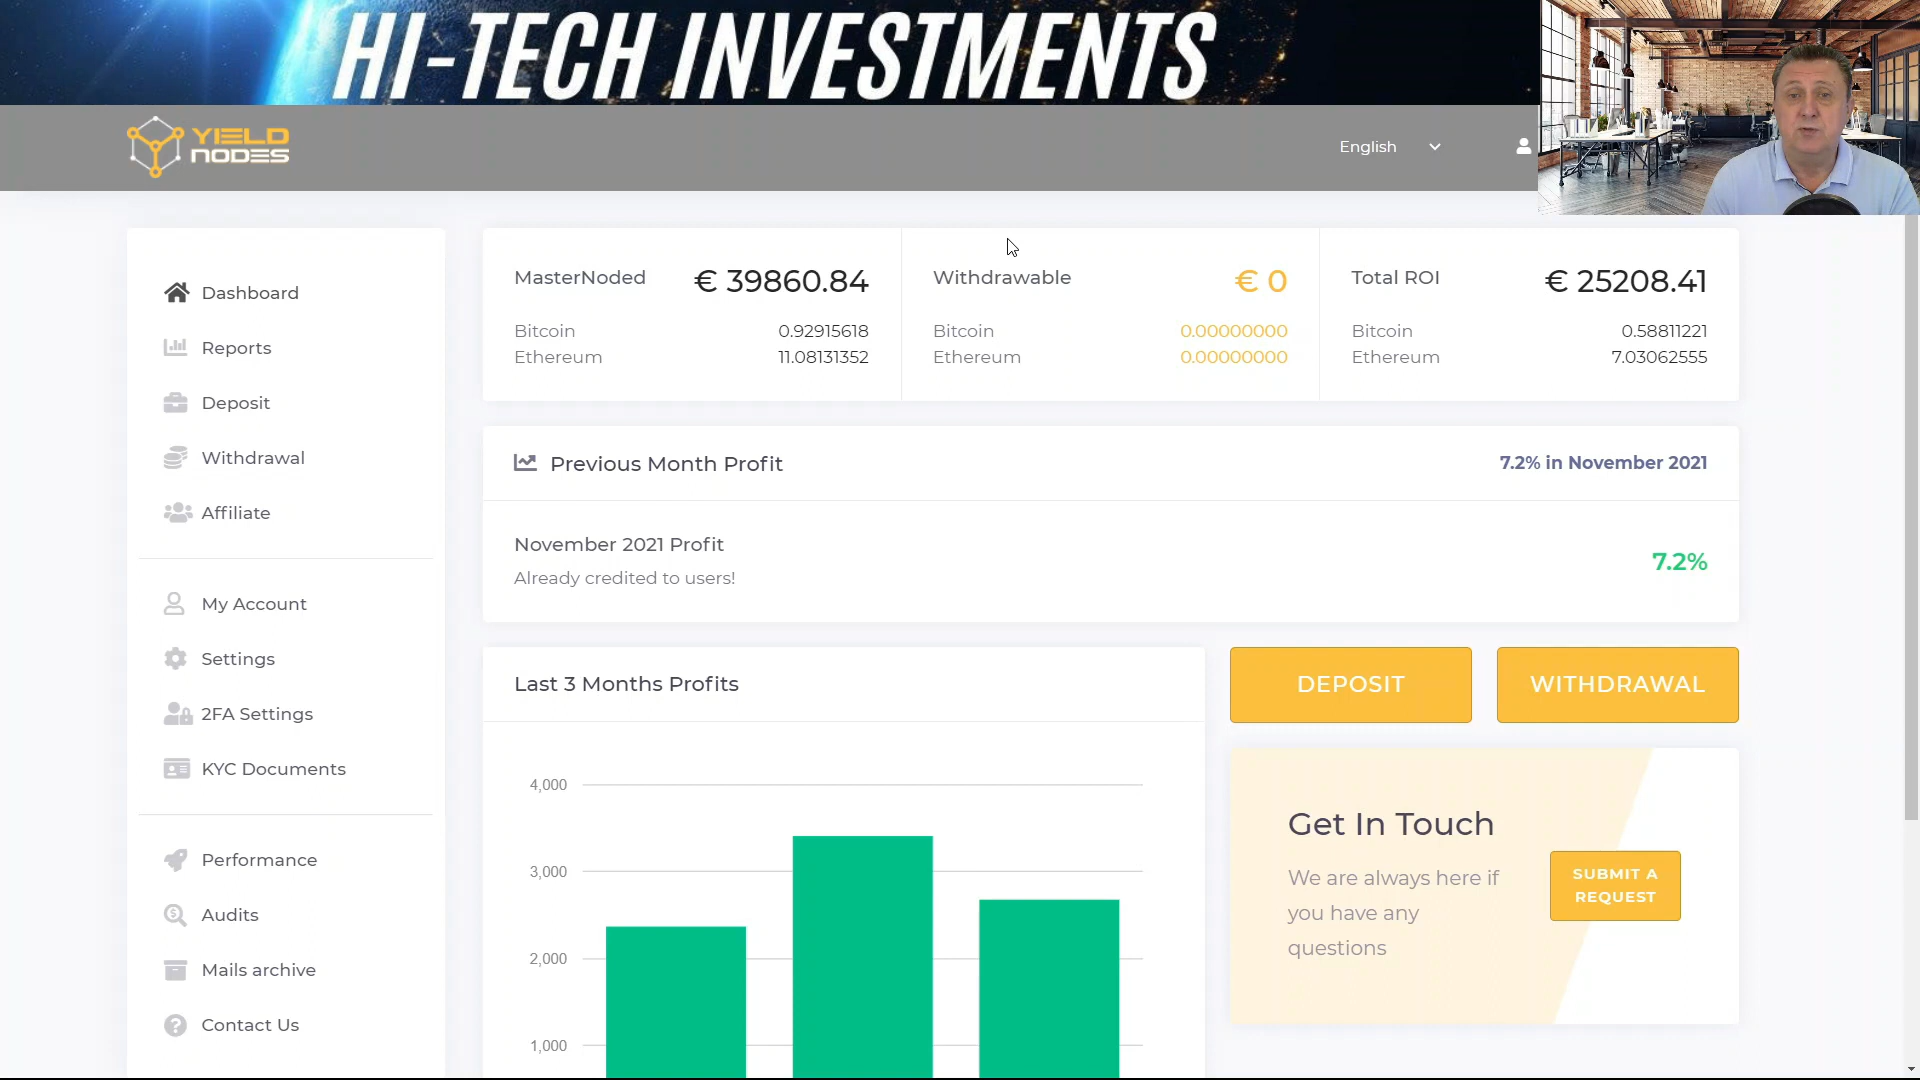 HI-TECH INVESTMENTS
YIELD
NODES
English
Dashboard
Reports
Deposit
Withdrawal
Affiliate
My Account
Settings
2FA Settings
KYC Documents
Performance
Audits
Mails archive
Contact Us
MasterNoded € 39860.84
Bitcoin 0.92915618
Ethereum 11.08131352
Withdrawable € 0
Bitcoin 0.00000000
Ethereum 0.00000000
Total ROI € 25208.41
Bitcoin 0.58811221
Ethereum 7.03062555
Previous Month Profit 7.2% in November 2021
November 2021 Profit
Already credited to users!
7.2%
Last 3 Months Profits
4,000
3,000
2,000
1,000
DEPOSIT
WITHDRAWAL
Get In Touch
We are always here if
you have any
questions
SUBMIT A
REQUEST